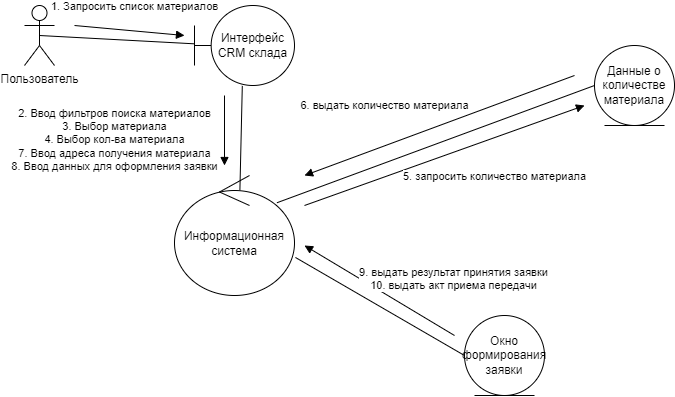 1. Запросить список материалов
Интерфейс
CRM склада
Пользователь
Данные о
количестве
материала
6. выдать количество материала
2. Ввод фильтров поиска материалов
3. Выбор материала
4. Выбор кол-ва материала
7. Ввод адреса получения материала
8. Ввод данных для оформления заявки
5. запросить количество материала
Информационная
система
9. выдать результат принятия заявки
10. выдать акт приема передачи
Окно
формирования
заявки